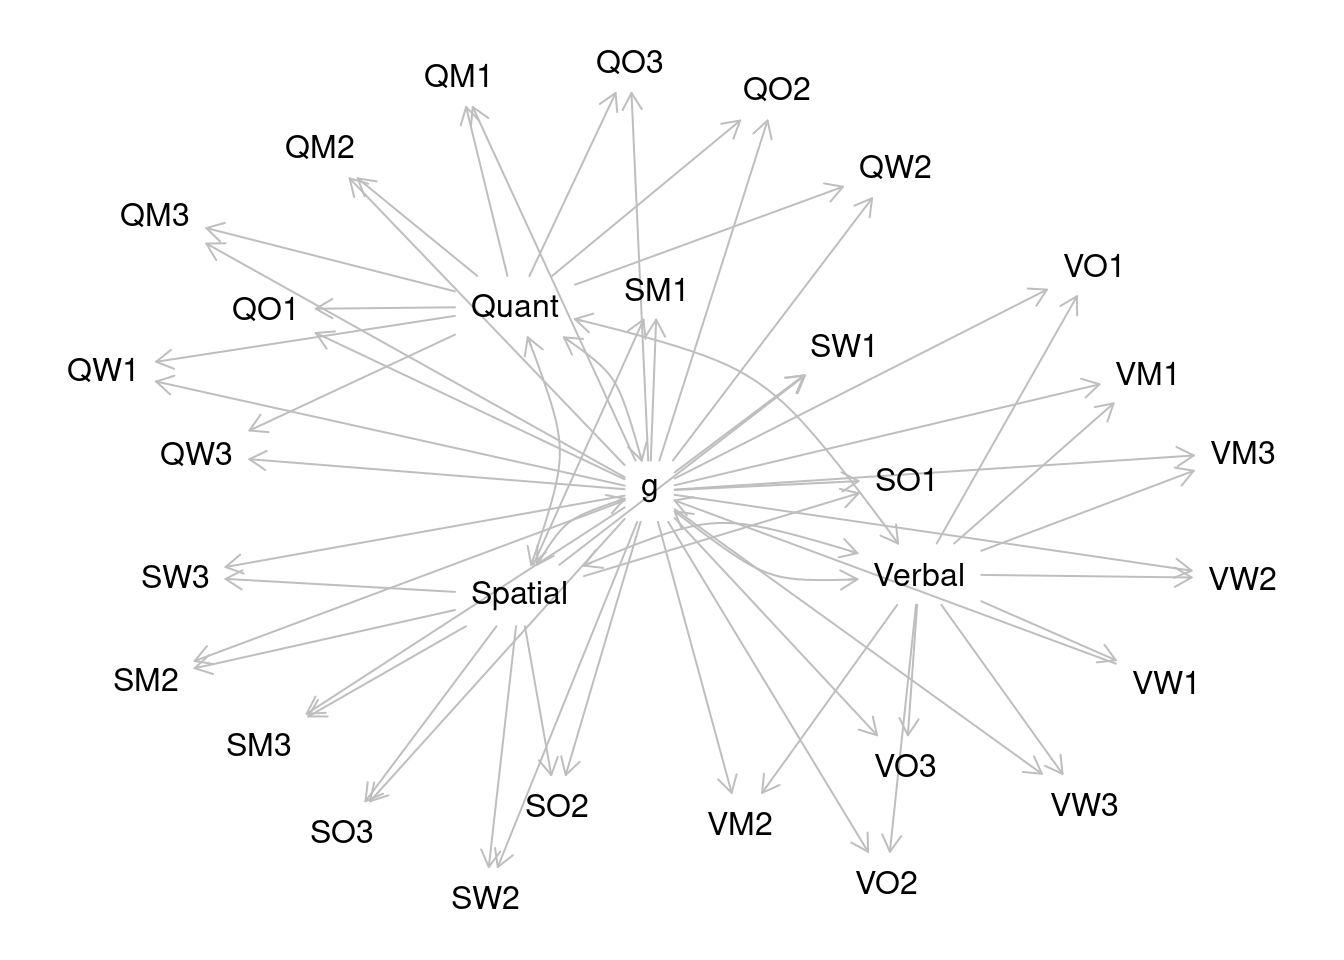 QO3
QM1
QO2
QM2
QW2
QM3
VO1
SM1
Quant
QO1
SW1
QW1
VM1
QW3
VM3
SO1
g
SW3
Verbal
VW2
Spatial
SM2
VW1
SM3
VO3
SO2
VW3
VM2
SO3
VO2
SW2